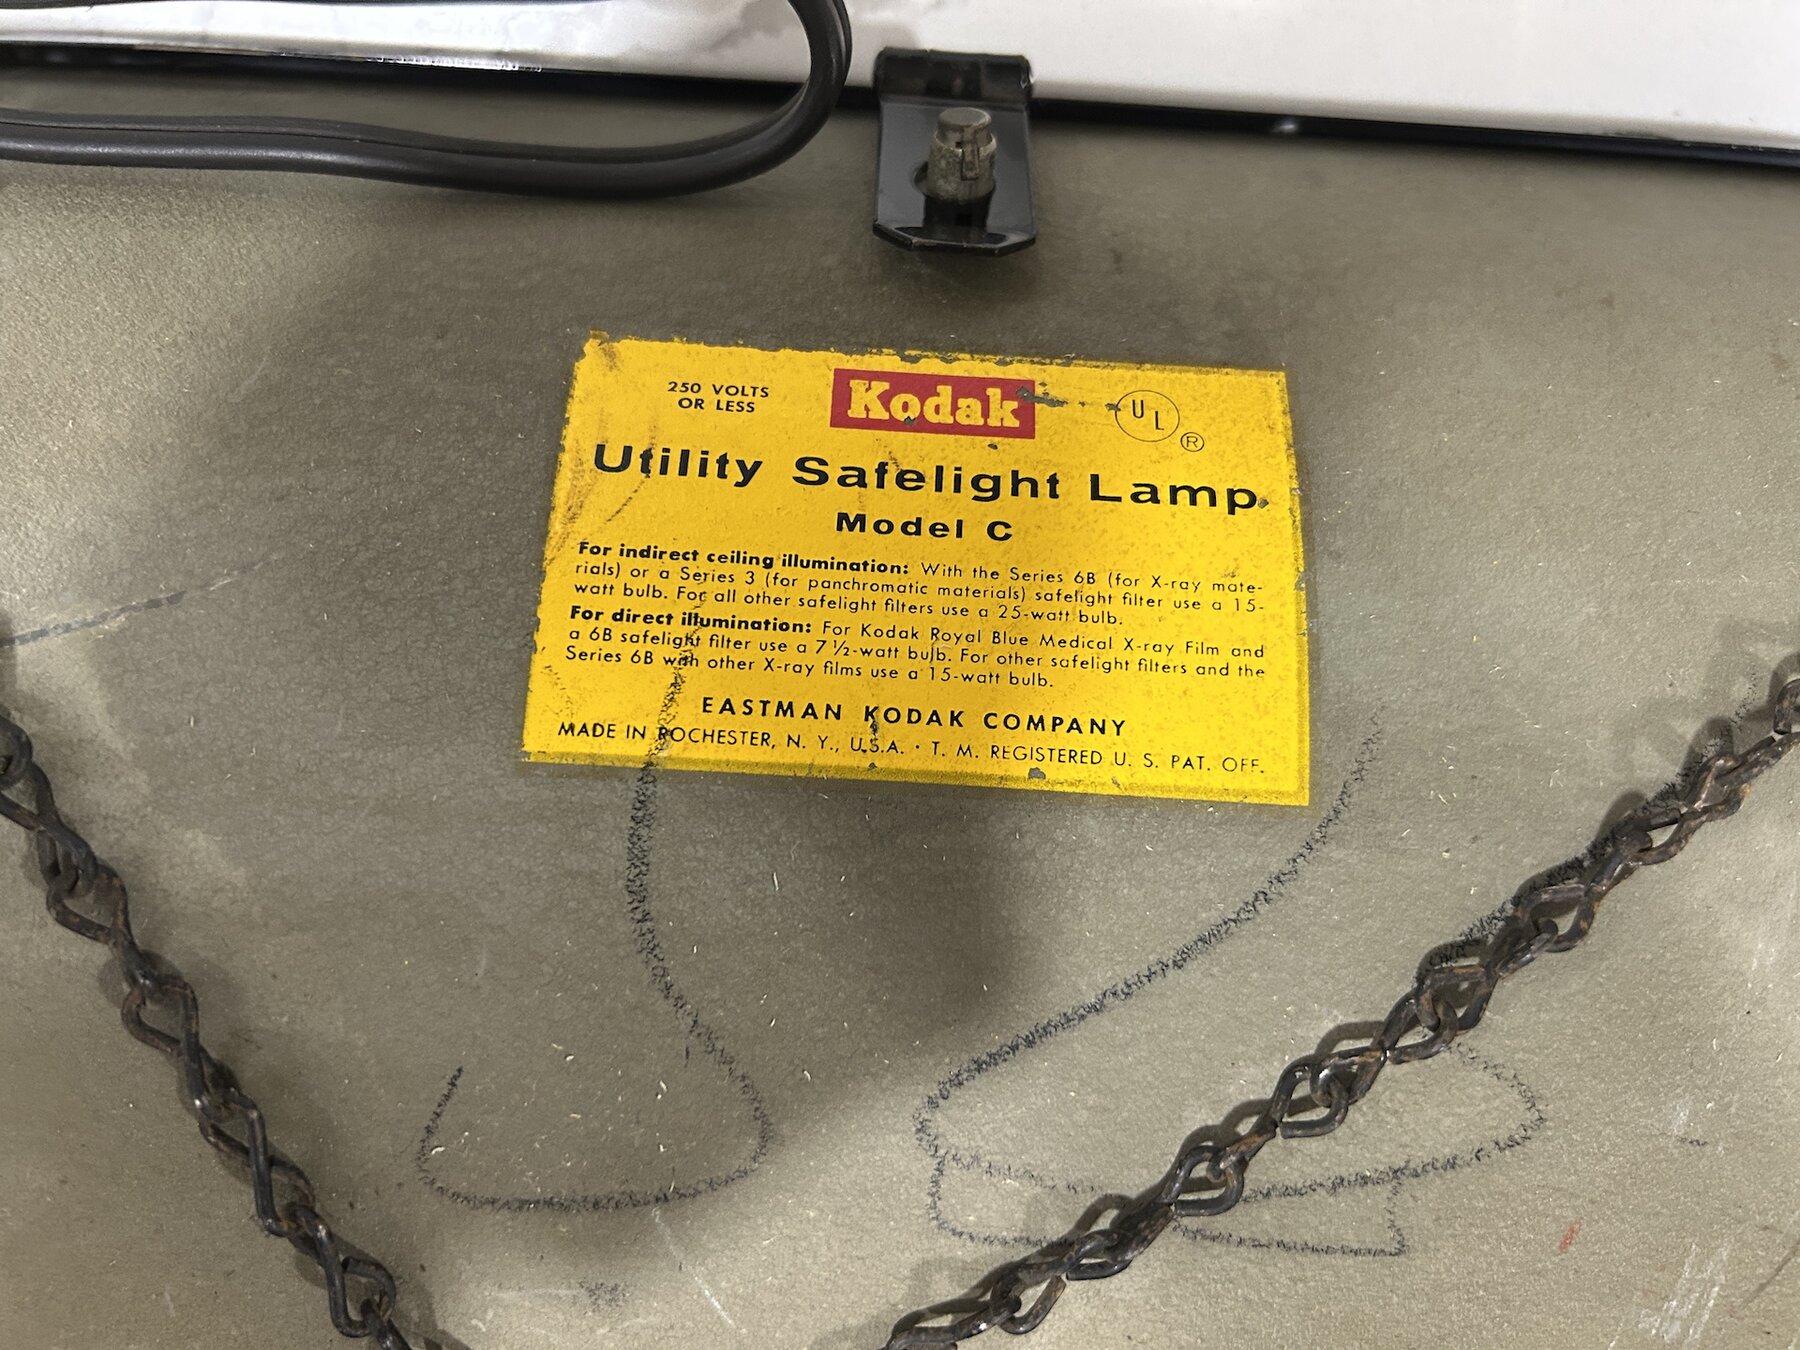 250 VOLTS
OR LESS
Kodak
UL
®
Utility Safelight Lamp
Model C
For indirect ceiling illumination: With the Series 6B (for X-ray mate-
rials) or a Series 3 (for panchromatic materials) safelight filter use a 15-
watt bulb. For all other safelight filters use a 25-watt bulb.
For direct illumination: For Kodak Royal Blue Medical X-ray Film and
a 6B safelight filter use a 7½-watt bulb. For other safelight filters and the
Series 6B with other X-ray films use a 15-watt bulb.
EASTMAN KODAK COMPANY
MADE IN ROCHESTER, N. Y., U.S.A. · T. M. REGISTERED U. S. PAT. OFF.